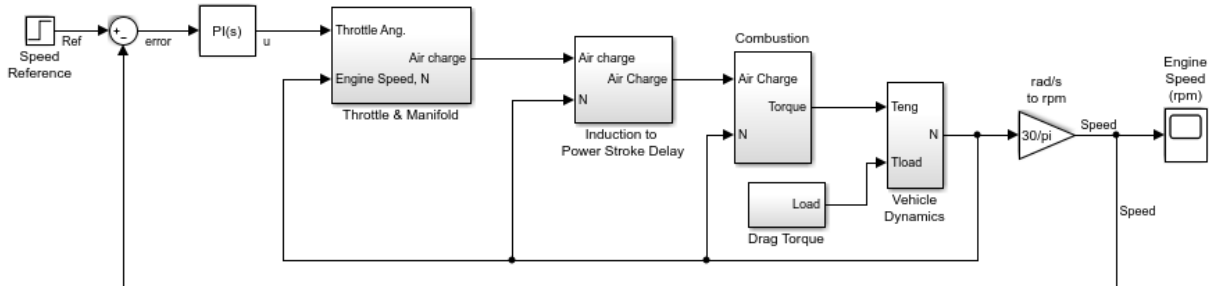 Ref
Speed
Reference
+
−
error
PI(s)
u
Throttle Ang.
Air charge
Engine Speed, N
Throttle & Manifold
Air charge
Air Charge
N
Induction to
Power Stroke Delay
Combustion
Air Charge
Torque
N
Load
Drag Torque
Teng
N
Tload
Vehicle
Dynamics
rad/s
to rpm
30/pi
Speed
Speed
Engine
Speed
(rpm)